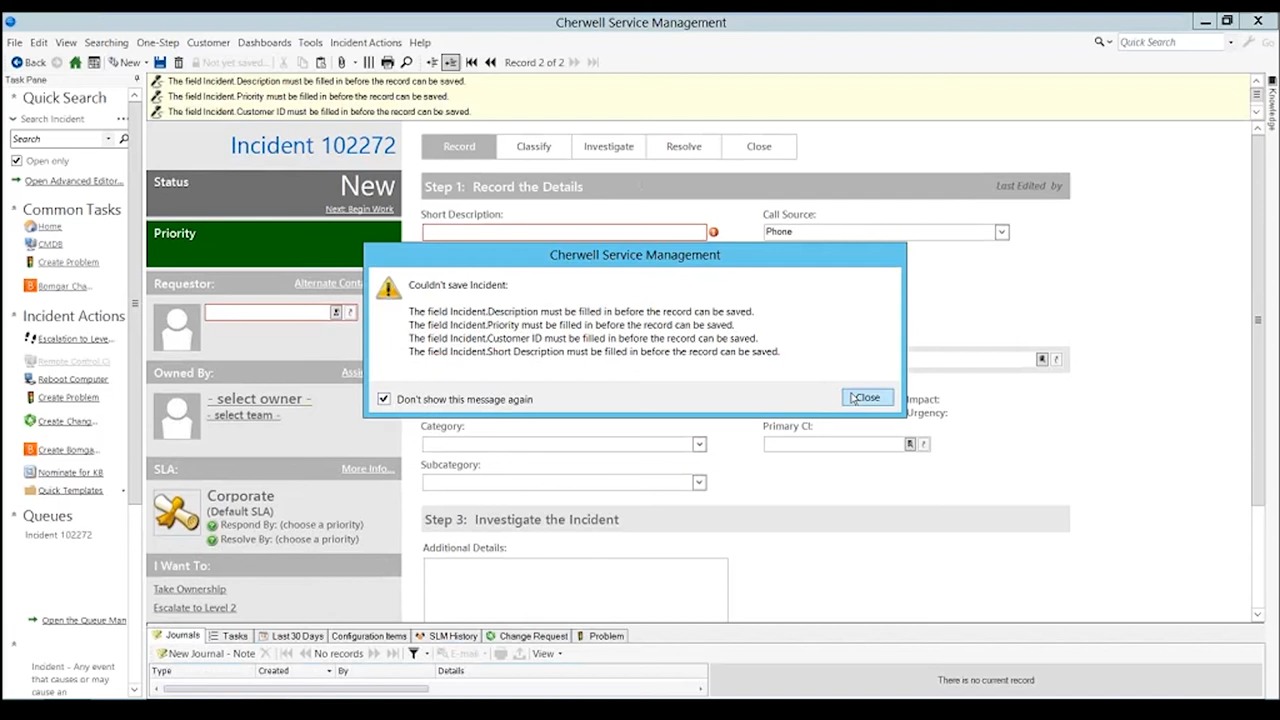 Cherwell Service Management
File Edit View Searching One-Step Customer Dashboards Tools Incident Actions Help
Quick Search
Go
Back
New
Not yet saved...
Record 2 of 2
Task Pane
Quick Search
Search Incident
Search
Open only
Open Advanced Editor...
Common Tasks
Home
CMDB
Create Problem
Bomgar Cha...
Incident Actions
Escalation to Leve...
Remote Control C
Reboot Computer
Create Problem
Create Chang...
Create Bomga...
Nominate for KB
Quick Templates
Queues
Incident 102272
Open the Queue Man
Incident - Any event
that causes or may
cause an
The field Incident.Description must be filled in before the record can be saved.
The field Incident.Priority must be filled in before the record can be saved.
The field Incident.Customer ID must be filled in before the record can be saved.
Knowledge
Incident 102272
Status
New
Next: Begin Work
Priority
Requestor:
Alternate Conta
Owned By:
Assi
- select owner -
- select team -
SLA:
More Info...
Corporate
(Default SLA)
Respond By: (choose a priority)
Resolve By: (choose a priority)
I Want To:
Take Ownership
Escalate to Level 2
Record Classify Investigate Resolve Close
Step 1: Record the Details
Last Edited by
Short Description:
Call Source:
Phone
Cherwell Service Management
Couldn't save Incident:
The field Incident.Description must be filled in before the record can be saved.
The field Incident.Priority must be filled in before the record can be saved.
The field Incident.Customer ID must be filled in before the record can be saved.
The field Incident.Short Description must be filled in before the record can be saved.
Don't show this message again
Close
Impact:
Urgency:
Category:
Primary CI:
Subcategory:
Step 3: Investigate the Incident
Additional Details:
Journals Tasks Last 30 Days Configuration Items SLM History Change Request Problem
New Journal - Note
No records
E-mail
View
Type Created By Details
There is no current record